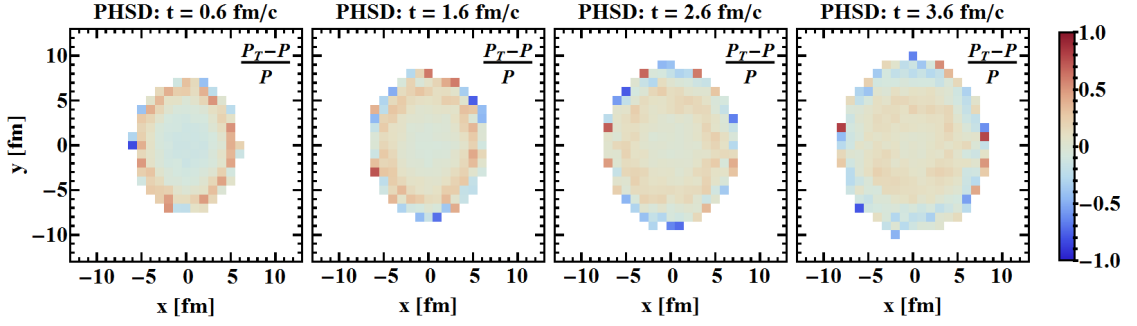 PHSD: t = 0.6 fm/c PHSD: t = 1.6 fm/c PHSD: t = 2.6 fm/c PHSD: t = 3.6 fm/c
P_T−P P_T−P P_T−P P_T−P
P P P P
1.0
0.5
0
−0.5
−1.0
y [fm]
10
5
0
−5
−10
−10 −5 0 5 10 −10 −5 0 5 10 −10 −5 0 5 10 −10 −5 0 5 10
x [fm] x [fm] x [fm] x [fm]